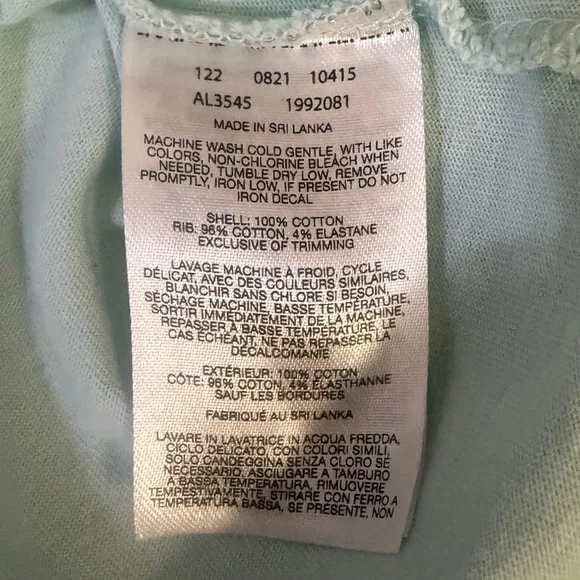 122 0821 10415
AL3545 1992081
MADE IN SRI LANKA
MACHINE WASH COLD GENTLE, WITH LIKE
COLORS, NON-CHLORINE BLEACH WHEN
NEEDED, TUMBLE DRY LOW, REMOVE
PROMPTLY, IRON LOW, IF PRESENT DO NOT
IRON DECAL
SHELL: 100% COTTON
RIB: 96% COTTON, 4% ELASTANE
EXCLUSIVE OF TRIMMING
LAVAGE MACHINE À FROID, CYCLE
DÉLICAT, AVEC DES COULEURS SIMILAIRES,
BLANCHIR SANS CHLORE SI BESOIN,
SÉCHAGE MACHINE, BASSE TEMPÉRATURE,
SORTIR IMMÉDIATEMENT DE LA MACHINE,
REPASSER À BASSE TEMPÉRATURE, LE
CAS ÉCHÉANT, NE PAS REPASSER LA
DÉCALCOMANIE
EXTÉRIEUR: 100% COTON
CÔTE: 96% COTON, 4% ÉLASTHANNE
SAUF LES BORDURES
FABRIQUÉ AU SRI LANKA
LAVARE IN LAVATRICE IN ACQUA FREDDA,
CICLO DELICATO, CON COLORI SIMILI,
SOLO CANDEGGINA SENZA CLORO SE
NECESSARIO, ASCIUGARE A TAMBURO
A BASSA TEMPERATURA, RIMUOVERE
TEMPESTIVAMENTE, STIRARE CON FERRO A
TEMPERATURA BASSA, SE PRESENTE, NON